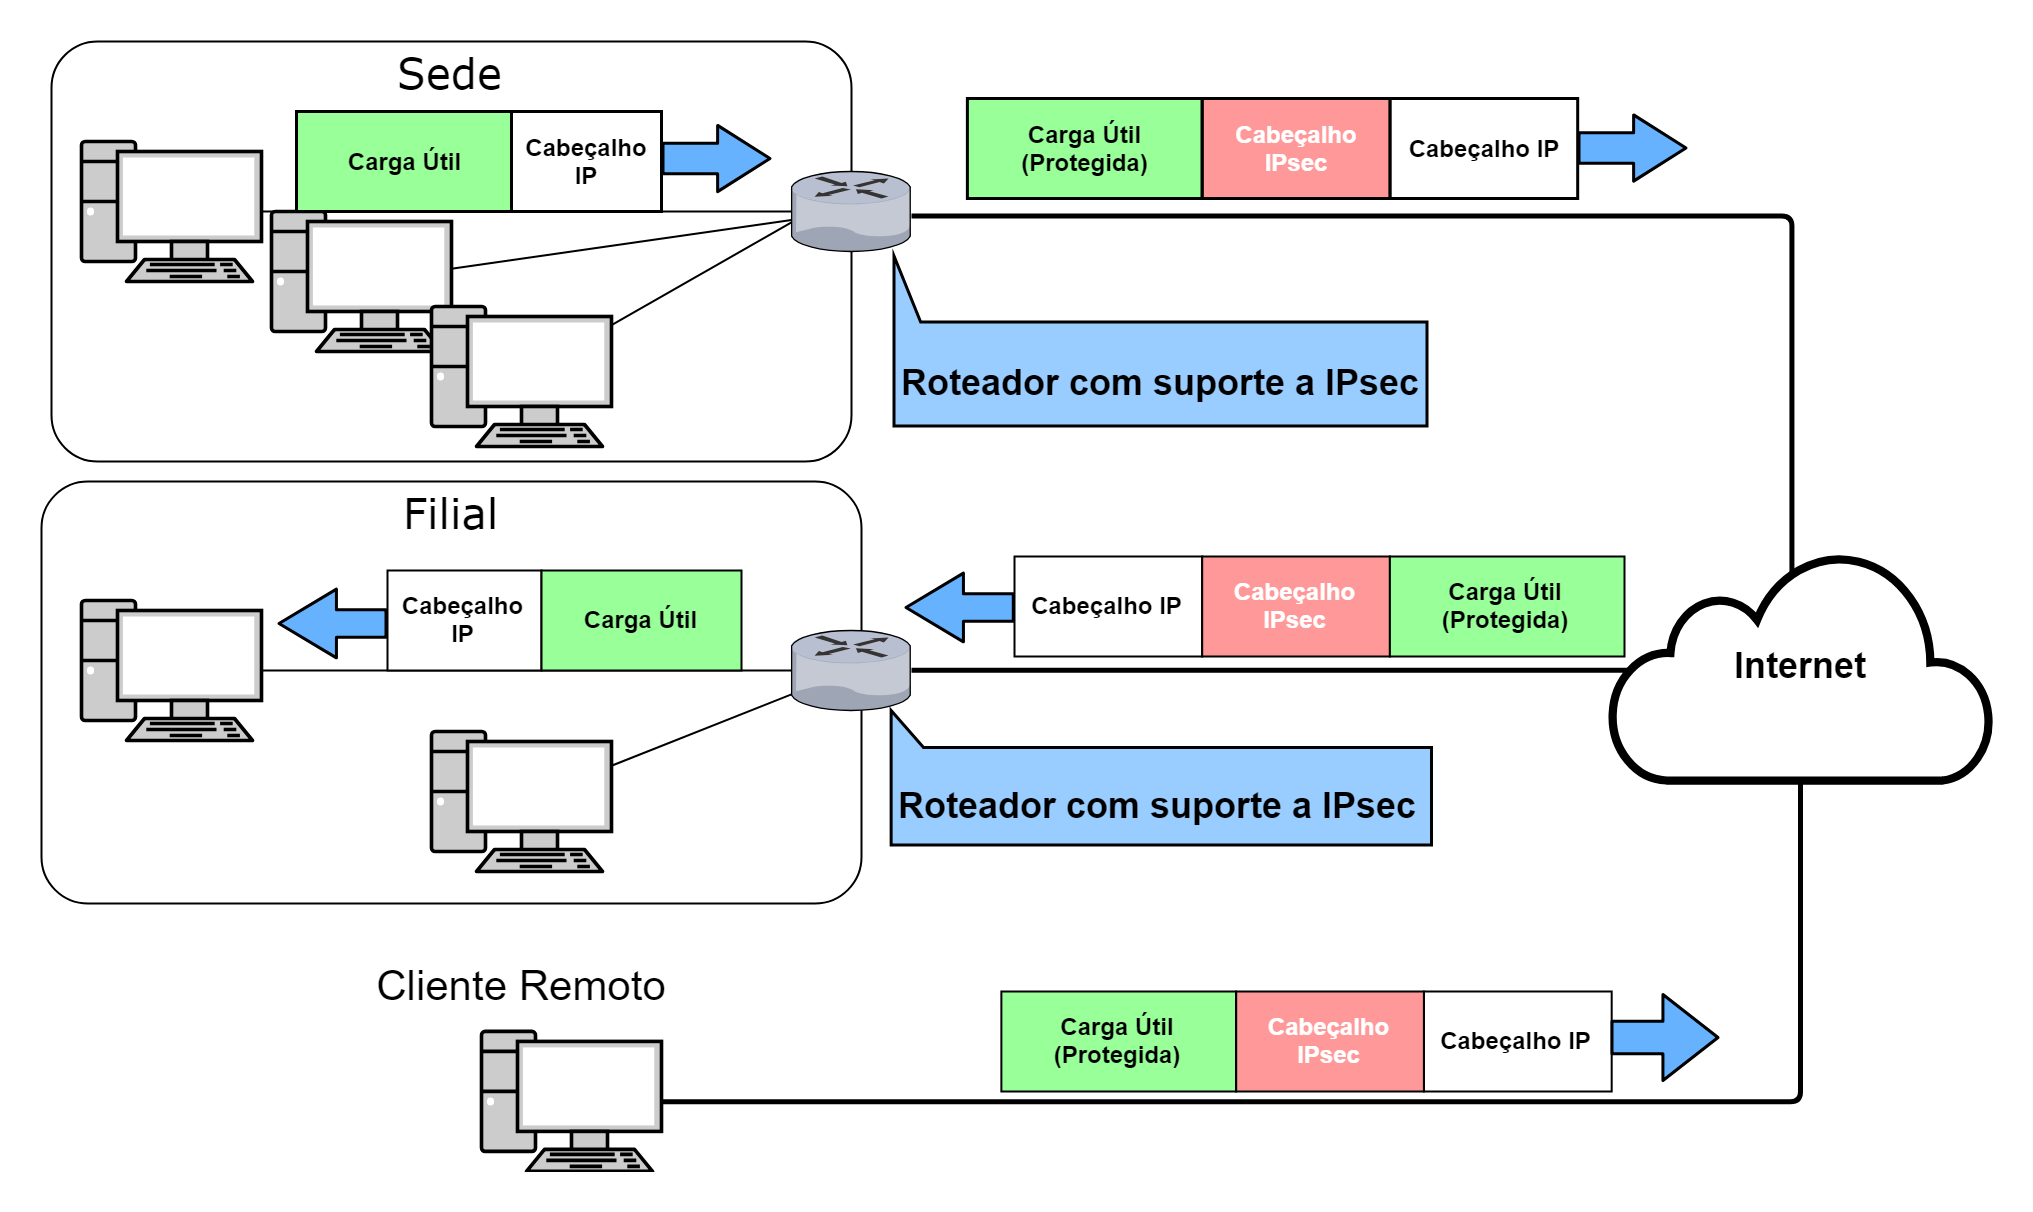 Sede
Carga Útil
Cabeçalho
IP
Carga Útil
(Protegida)
Cabeçalho
IPsec
Cabeçalho IP
Roteador com suporte a IPsec
Filial
Cabeçalho
IP
Carga Útil
Cabeçalho IP
Cabeçalho
IPsec
Carga Útil
(Protegida)
Internet
Roteador com suporte a IPsec
Cliente Remoto
Carga Útil
(Protegida)
Cabeçalho
IPsec
Cabeçalho IP